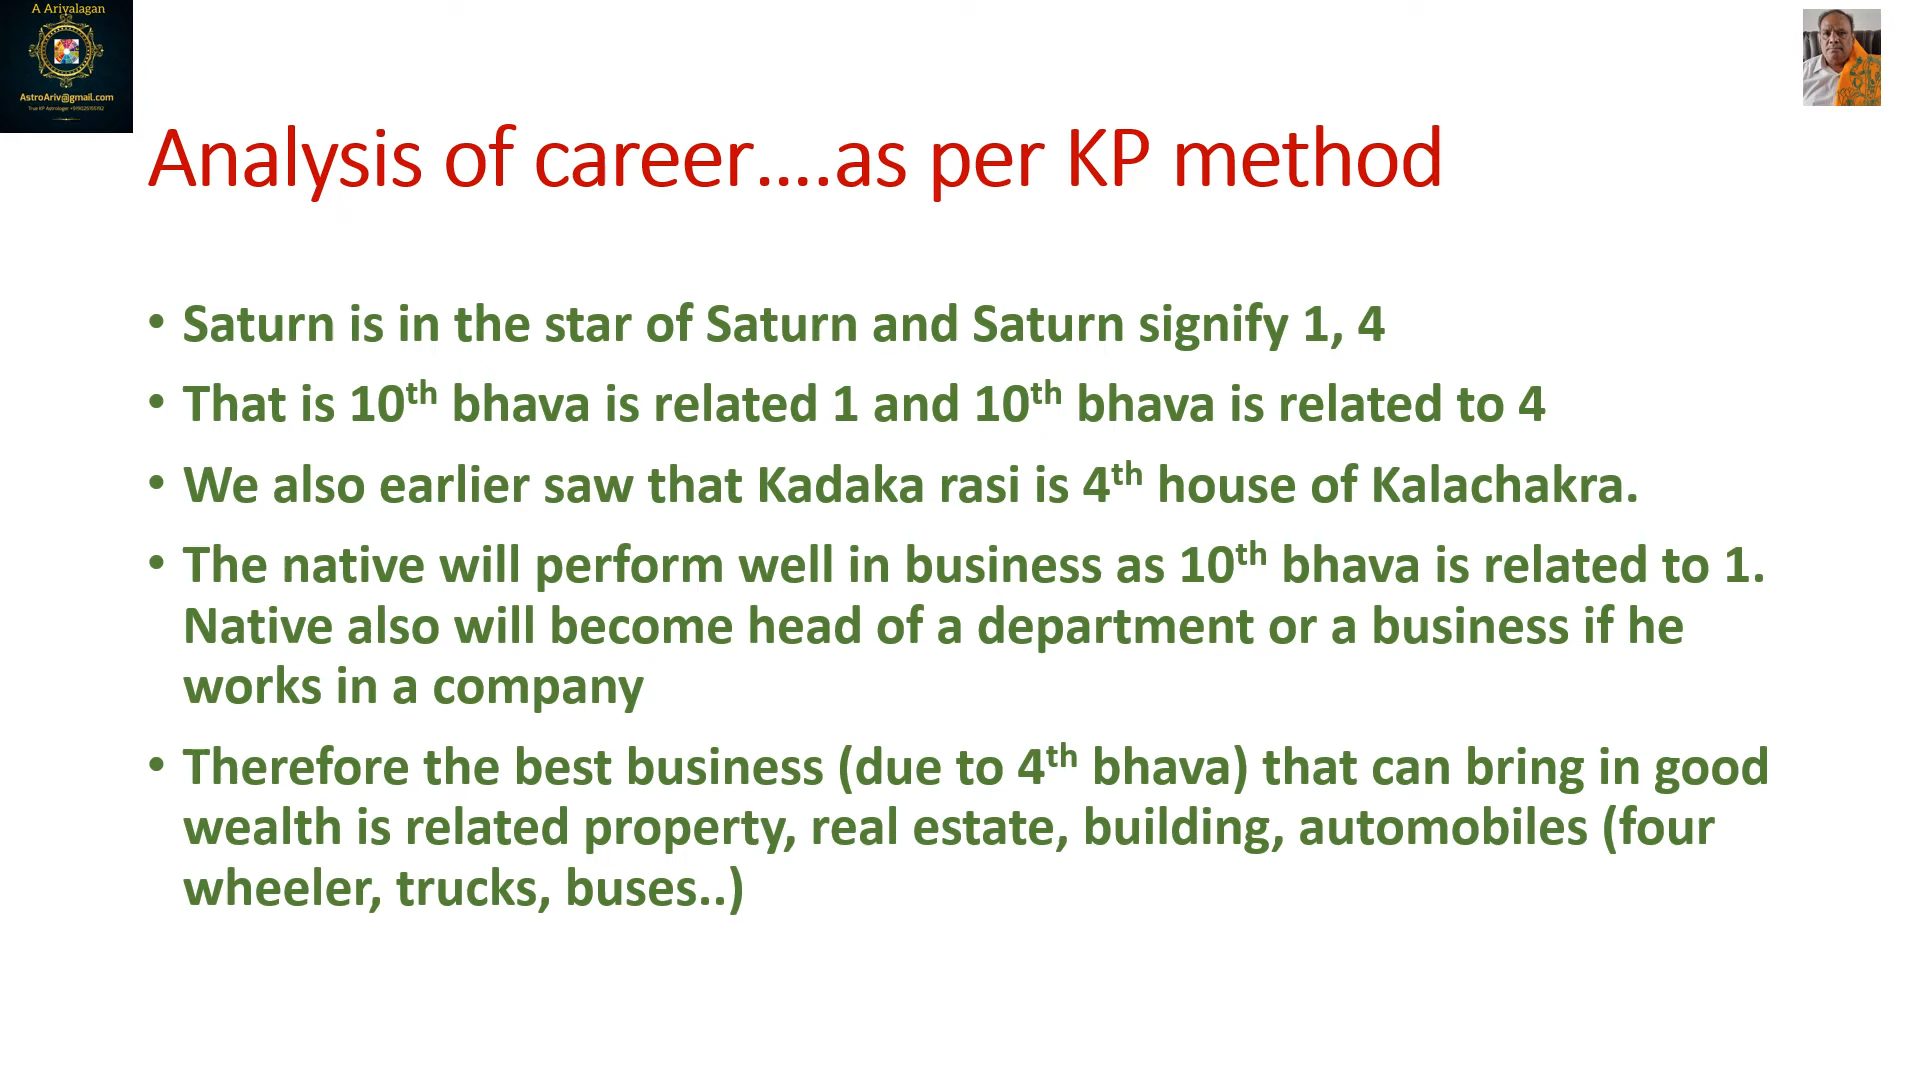 A Ariyalagan
AstroAriv@gmail.com
Analysis of career....as per KP method
• Saturn is in the star of Saturn and Saturn signify 1, 4
• That is 10th bhava is related 1 and 10th bhava is related to 4
• We also earlier saw that Kadaka rasi is 4th house of Kalachakra.
• The native will perform well in business as 10th bhava is related to 1.
Native also will become head of a department or a business if he
works in a company
• Therefore the best business (due to 4th bhava) that can bring in good
wealth is related property, real estate, building, automobiles (four
wheeler, trucks, buses..)